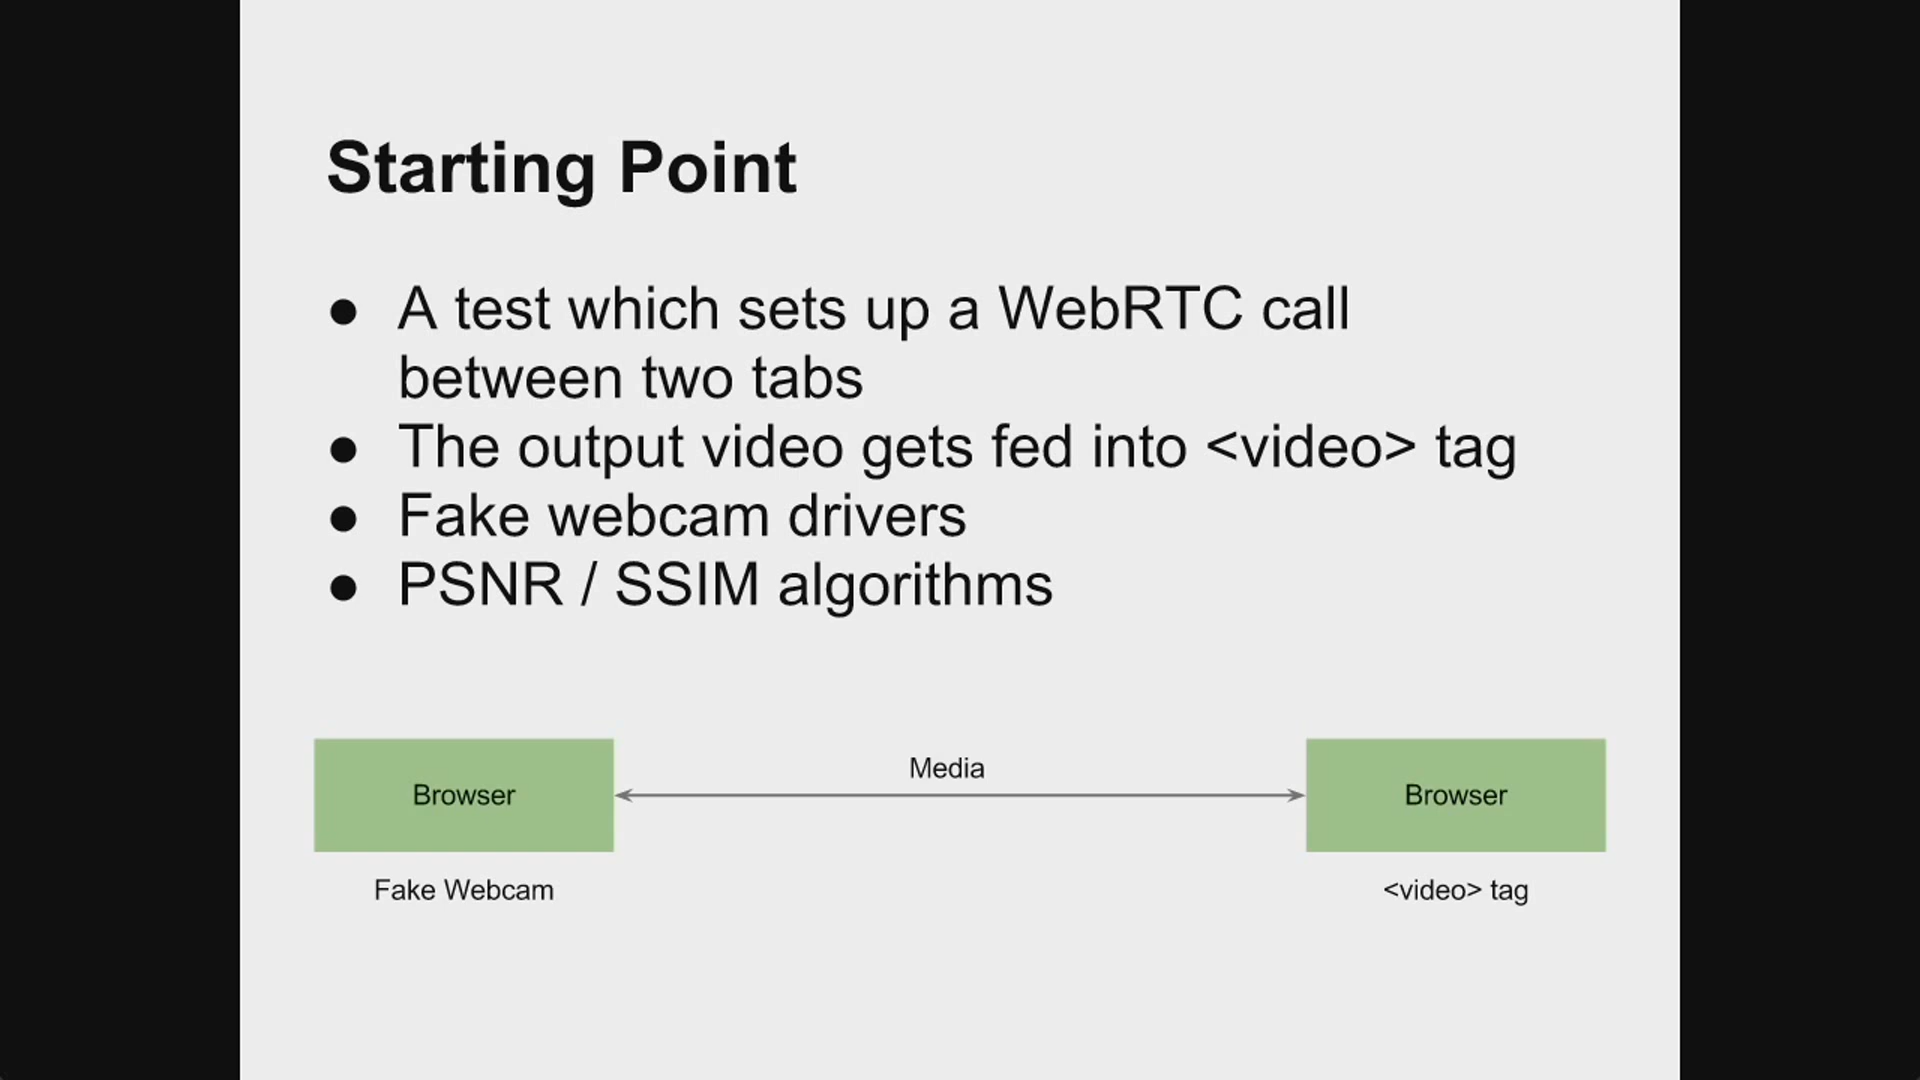 Starting Point
● A test which sets up a WebRTC call
between two tabs
● The output video gets fed into <video> tag
● Fake webcam drivers
● PSNR / SSIM algorithms
Media
Browser
Browser
Fake Webcam
<video> tag